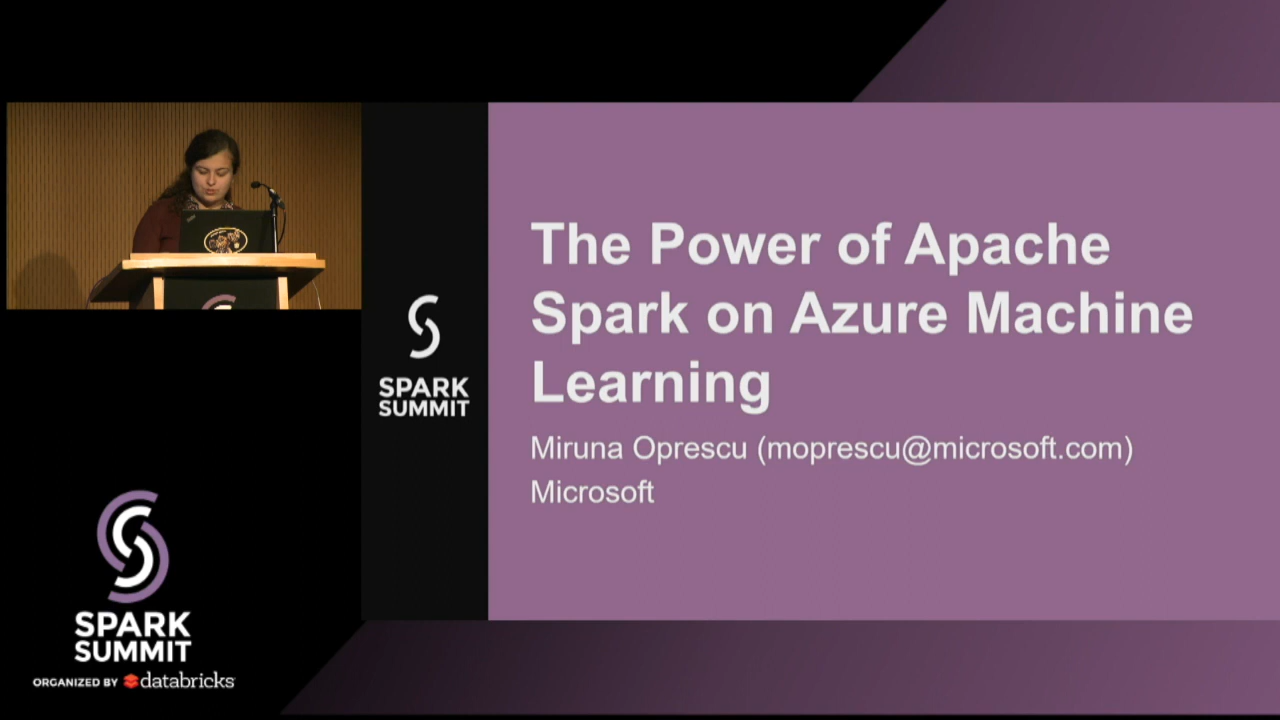 The Power of Apache
Spark on Azure Machine
Learning
Miruna Oprescu (moprescu@microsoft.com)
Microsoft
SPARK
SUMMIT
SPARK
SUMMIT
ORGANIZED BY databricks